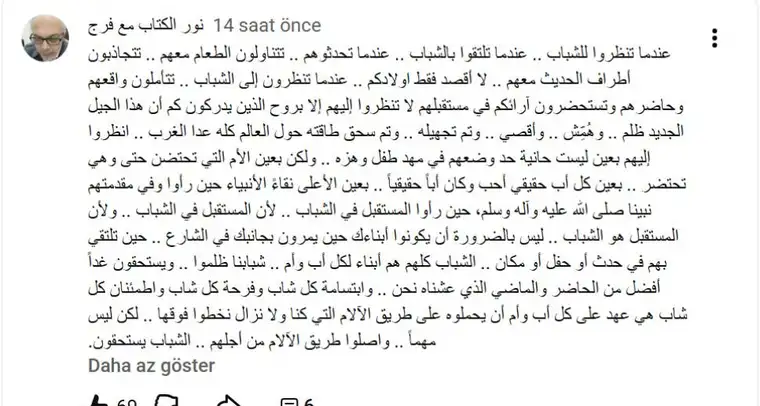 نور الكتاب مع فرج 14 saat önce
عندما تنظروا للشباب .. عندما تلتقوا بالشباب .. عندما تحدثوهم .. تتناولون الطعام معهم .. تتجاذبون
أطراف الحديث معهم .. لا أقصد فقط اولادكم .. عندما تنظرون إلى الشباب .. تتأملون واقعهم
وحاضرهم وتستحضرون آرائكم في مستقبلهم لا تنظروا إليهم إلا بروح الذين يدركون كم أن هذا الجيل
الجديد ظلم .. وهُمِّش .. وأقصي .. وتم تجهيله .. وتم سحق طاقته حول العالم كله عدا الغرب .. انظروا
إليهم بعين ليست حانية حد وضعهم في مهد طفل وهزه .. ولكن بعين الأم التي تحتضن حتى وهي
تحتضر .. بعين كل أب حقيقي أحب وكان أباً حقيقياً .. بعين الأعلى نقاءً الأنبياء حين رأوا وفي مقدمتهم
نبينا صلى الله عليه وآله وسلم، حين رأوا المستقبل في الشباب .. لأن المستقبل في الشباب .. ولأن
المستقبل هو الشباب .. ليس بالضرورة أن يكونوا أبناءك حين يمرون بجانبك في الشارع .. حين تلتقي
بهم في حدث أو حفل أو مكان .. الشباب كلهم هم أبناء لكل أب وأم .. شبابنا ظلموا .. ويستحقون غداً
أفضل من الحاضر والماضي الذي عشناه نحن .. وابتسامة كل شاب وفرحة كل شاب واطمئنان كل
شاب هي عهد على كل أب وأم أن يحملوه على طريق الآلام التي كنا ولا نزال نخطوا فوقها .. لكن ليس
مهماً .. واصلوا طريق الآلام من أجلهم .. الشباب يستحقون.
Daha az göster
69 6